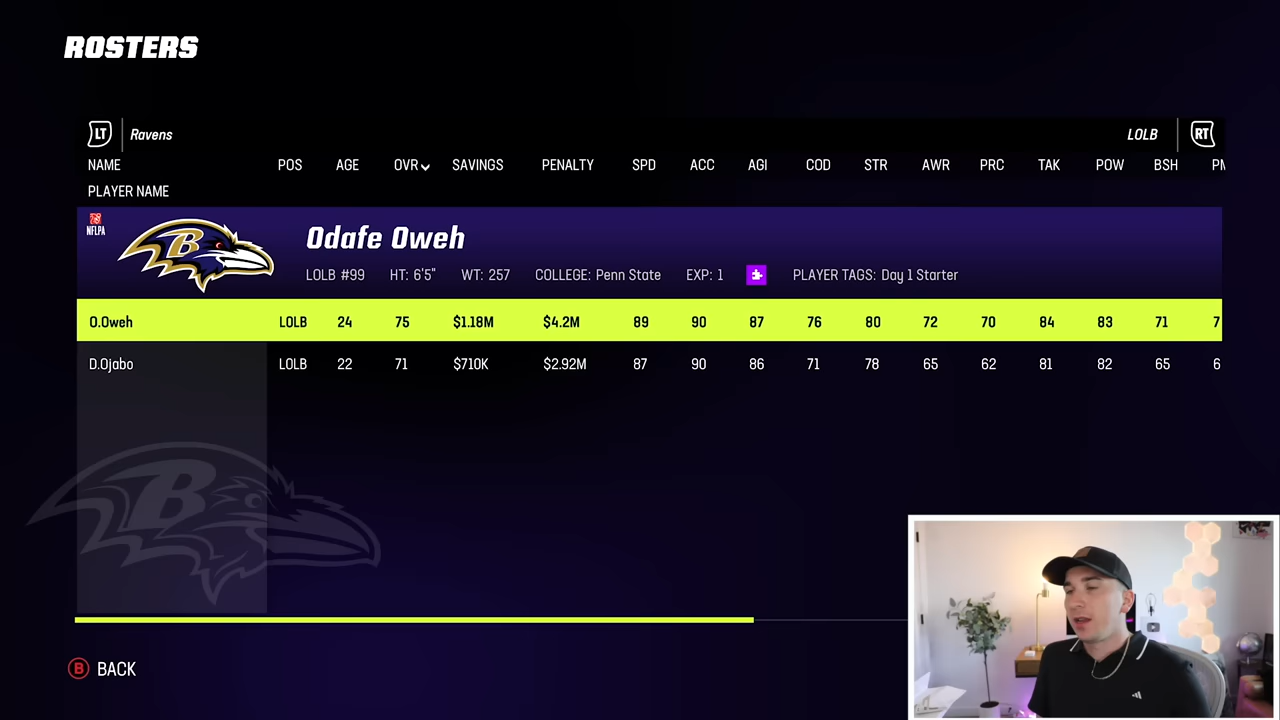 ROSTERS
LT Ravens LOLB RT
NAME POS AGE OVR SAVINGS PENALTY SPD ACC AGI COD STR AWR PRC TAK POW BSH
PLAYER NAME
NFLPA
B
Odafe Oweh
LOLB #99 HT: 6'5" WT: 257 COLLEGE: Penn State EXP: 1 PLAYER TAGS: Day 1 Starter
O.Oweh LOLB 24 75 $1.18M $4.2M 89 90 87 76 80 72 70 84 83 71 7
D.Ojabo LOLB 22 71 $710K $2.92M 87 90 86 71 78 65 62 81 82 65 6
B
B BACK